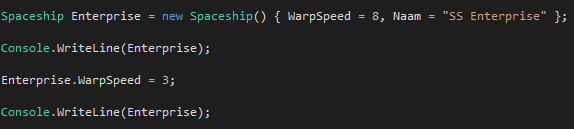 Spaceship Enterprise = new Spaceship() { WarpSpeed = 8, Naam = "SS Enterprise" };
Console.WriteLine(Enterprise);
Enterprise.WarpSpeed = 3;
Console.WriteLine(Enterprise);